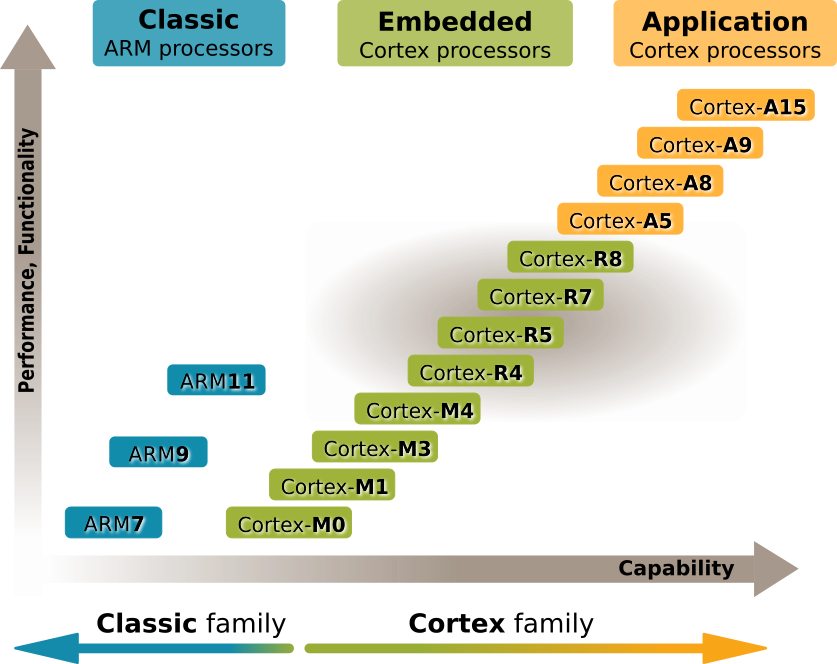 Classic
ARM processors
Embedded
Cortex processors
Application
Cortex processors
Performance, Functionality
Cortex-A15
Cortex-A9
Cortex-A8
Cortex-A5
Cortex-R8
Cortex-R7
Cortex-R5
Cortex-R4
ARM11
Cortex-M4
Cortex-M3
ARM9
Cortex-M1
ARM7
Cortex-M0
Capability
Classic family
Cortex family